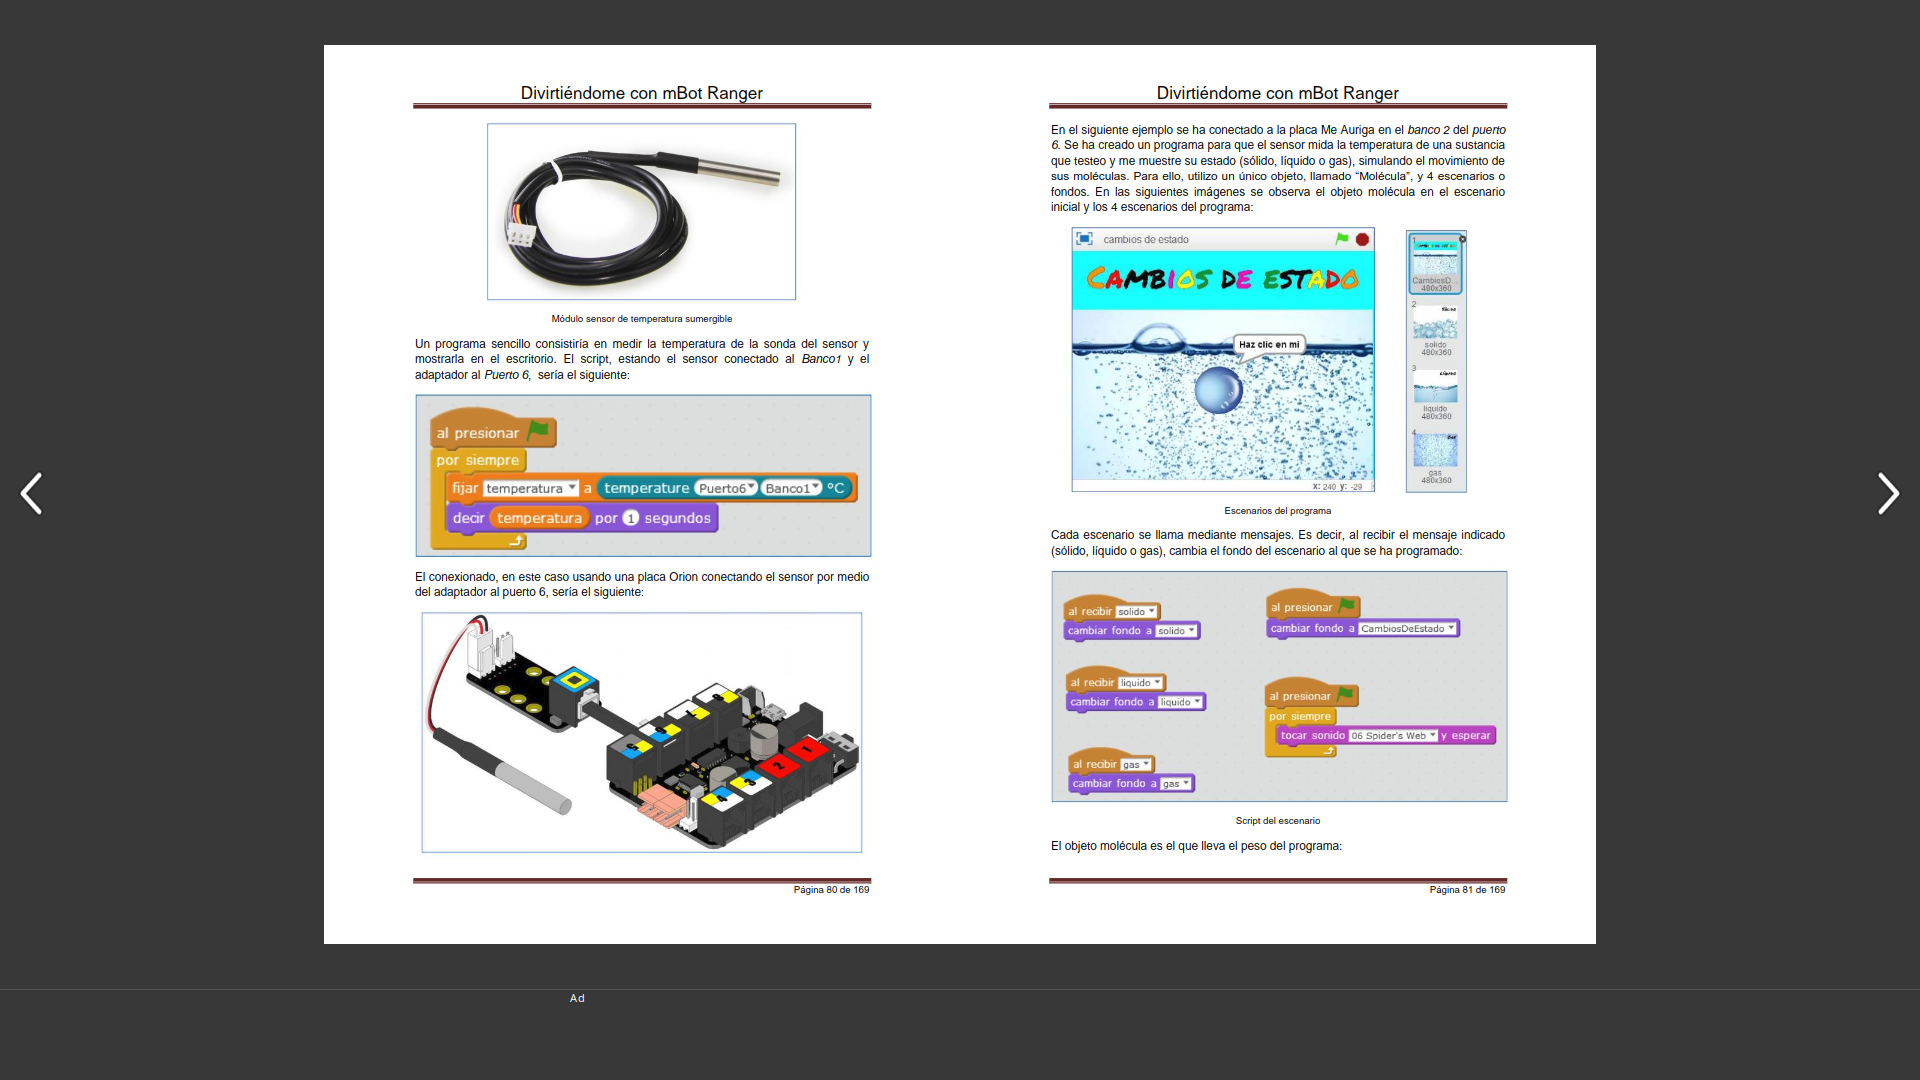 Divirtiéndome con mBot Ranger
Módulo sensor de temperatura sumergible
Un programa sencillo consistiría en medir la temperatura de la sonda del sensor y
mostrarla en el escritorio. El script, estando el sensor conectado al Banco1 y el
adaptador al Puerto 6, sería el siguiente:
al presionar
por siempre
fijar temperatura a temperature Puerto6 Banco1 ºC
decir temperatura por 1 segundos
El conexionado, en este caso usando una placa Orion conectando el sensor por medio
del adaptador al puerto 6, sería el siguiente:
Página 80 de 169
Divirtiéndome con mBot Ranger
En el siguiente ejemplo se ha conectado a la placa Me Auriga en el banco 2 del puerto
6. Se ha creado un programa para que el sensor mida la temperatura de una sustancia
que testeo y me muestre su estado (sólido, líquido o gas), simulando el movimiento de
sus moléculas. Para ello, utilizo un único objeto, llamado “Molécula”, y 4 escenarios o
fondos. En las siguientes imágenes se observa el objeto molécula en el escenario
inicial y los 4 escenarios del programa:
cambios de estado
CAMBIOS DE ESTADO
Haz clic en mi
x: 240 y: -29
1
CambiosD...
480x360
2
solido
480x360
3
liquido
480x360
4
gas
480x360
Escenarios del programa
Cada escenario se llama mediante mensajes. Es decir, al recibir el mensaje indicado
(sólido, líquido o gas), cambia el fondo del escenario al que se ha programado:
al recibir solido
cambiar fondo a solido
al recibir liquido
cambiar fondo a liquido
al recibir gas
cambiar fondo a gas
al presionar
cambiar fondo a CambiosDeEstado
al presionar
por siempre
tocar sonido 06 Spider's Web y esperar
Script del escenario
El objeto molécula es el que lleva el peso del programa:
Página 81 de 169
Ad